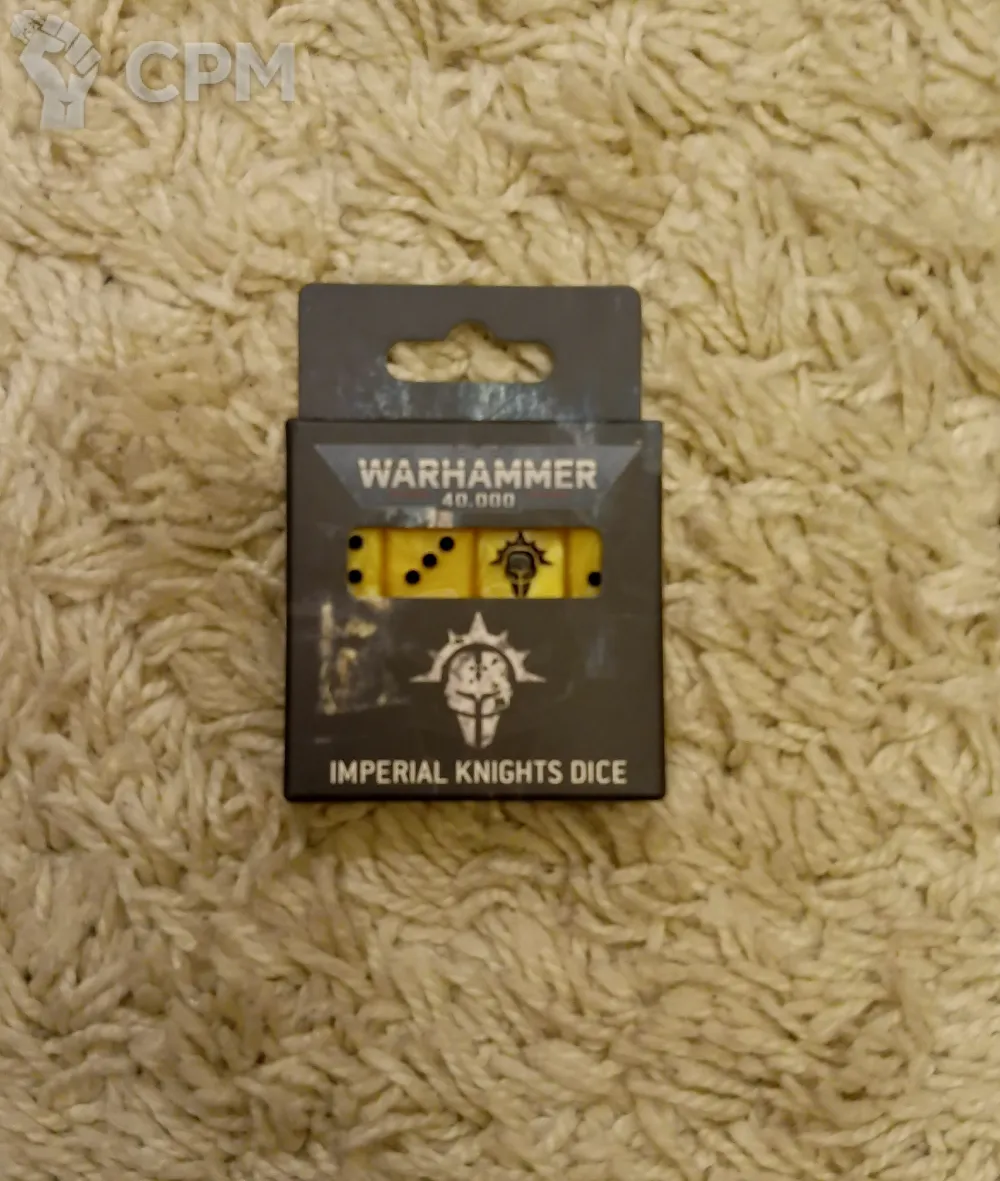 CPM
WARHAMMER
40,000
IMPERIAL KNIGHTS DICE